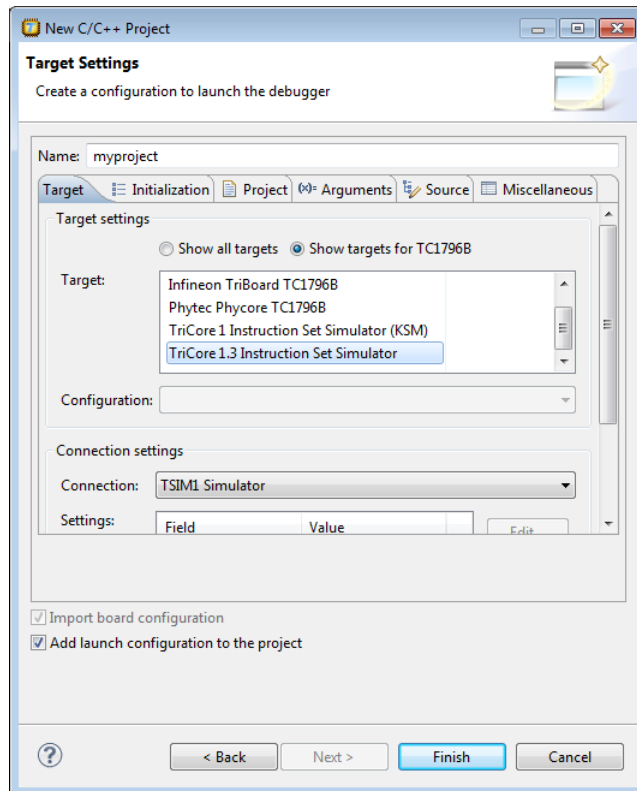 New C/C++ Project
Target Settings
Create a configuration to launch the debugger
Name: myproject
Target Initialization Project (x)= Arguments Source Miscellaneous
Target settings
Show all targets Show targets for TC1796B
Target:
Infineon TriBoard TC1796B
Phytec Phycore TC1796B
TriCore 1 Instruction Set Simulator (KSM)
TriCore 1.3 Instruction Set Simulator
Configuration:
Connection settings
Connection: TSIM1 Simulator
Settings: Field Value Edit...
Import board configuration
Add launch configuration to the project
? < Back Next > Finish Cancel